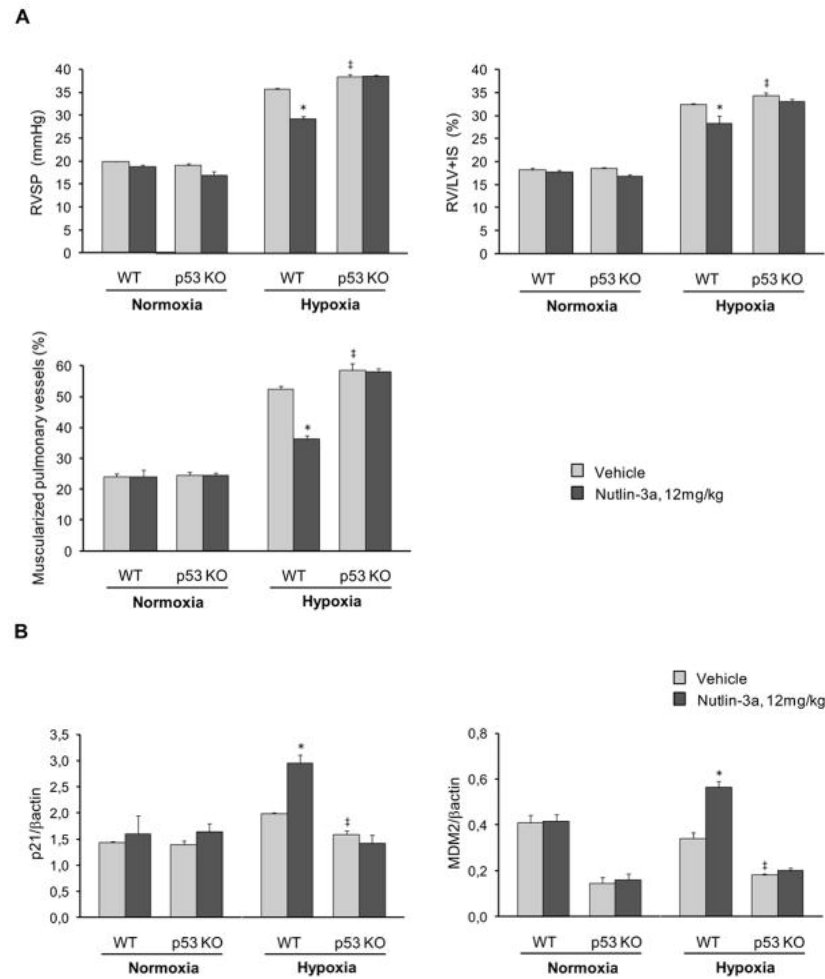 A
RVSP (mmHg)
40
35
30
25
20
15
10
5
0
*
‡
WT
p53 KO
WT
p53 KO
Normoxia
Hypoxia
RV/LV+IS (%)
40
35
30
25
20
15
10
5
0
*
‡
WT
p53 KO
WT
p53 KO
Normoxia
Hypoxia
Muscularized pulmonary vessels (%)
60
50
40
30
20
10
0
*
‡
WT
p53 KO
WT
p53 KO
Normoxia
Hypoxia
Vehicle
Nutlin-3a, 12mg/kg
B
Vehicle
Nutlin-3a, 12mg/kg
p21/βactin
3,5
3,0
2,5
2,0
1,5
1,0
0,5
0,0
*
‡
WT
p53 KO
WT
p53 KO
Normoxia
Hypoxia
MDM2/βactin
0,8
0,6
0,4
0,2
0,0
*
‡
WT
p53 KO
WT
p53 KO
Normoxia
Hypoxia